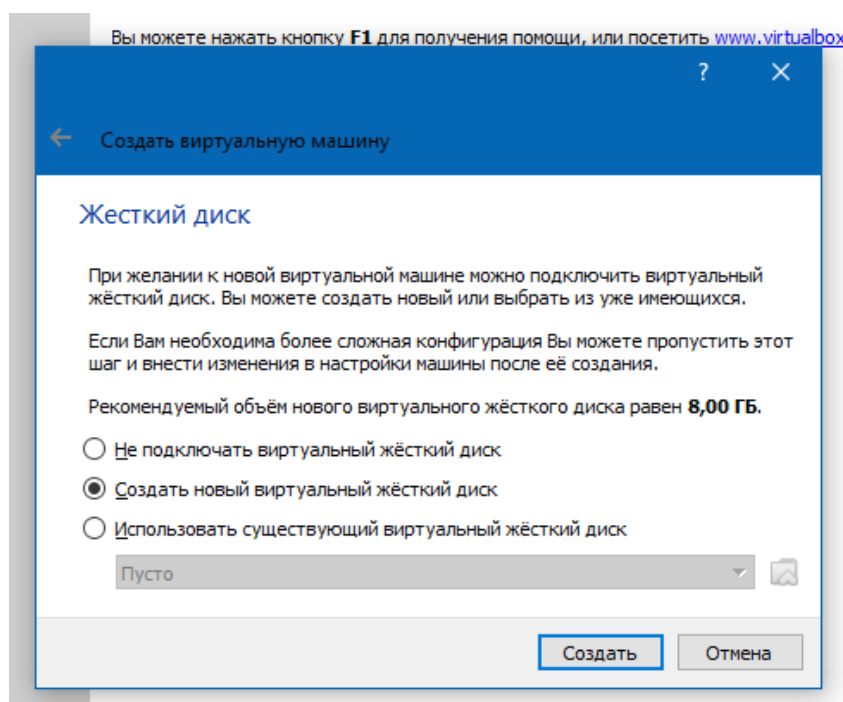 Вы можете нажать кнопку F1 для получения помощи, или посетить www.virtualbox
?
Создать виртуальную машину
Жесткий диск
При желании к новой виртуальной машине можно подключить виртуальный
жёсткий диск. Вы можете создать новый или выбрать из уже имеющихся.
Если Вам необходима более сложная конфигурация Вы можете пропустить этот
шаг и внести изменения в настройки машины после её создания.
Рекомендуемый объём нового виртуального жёсткого диска равен 8,00 ГБ.
Не подключать виртуальный жёсткий диск
Создать новый виртуальный жёсткий диск
Использовать существующий виртуальный жёсткий диск
Пусто
Создать Отмена